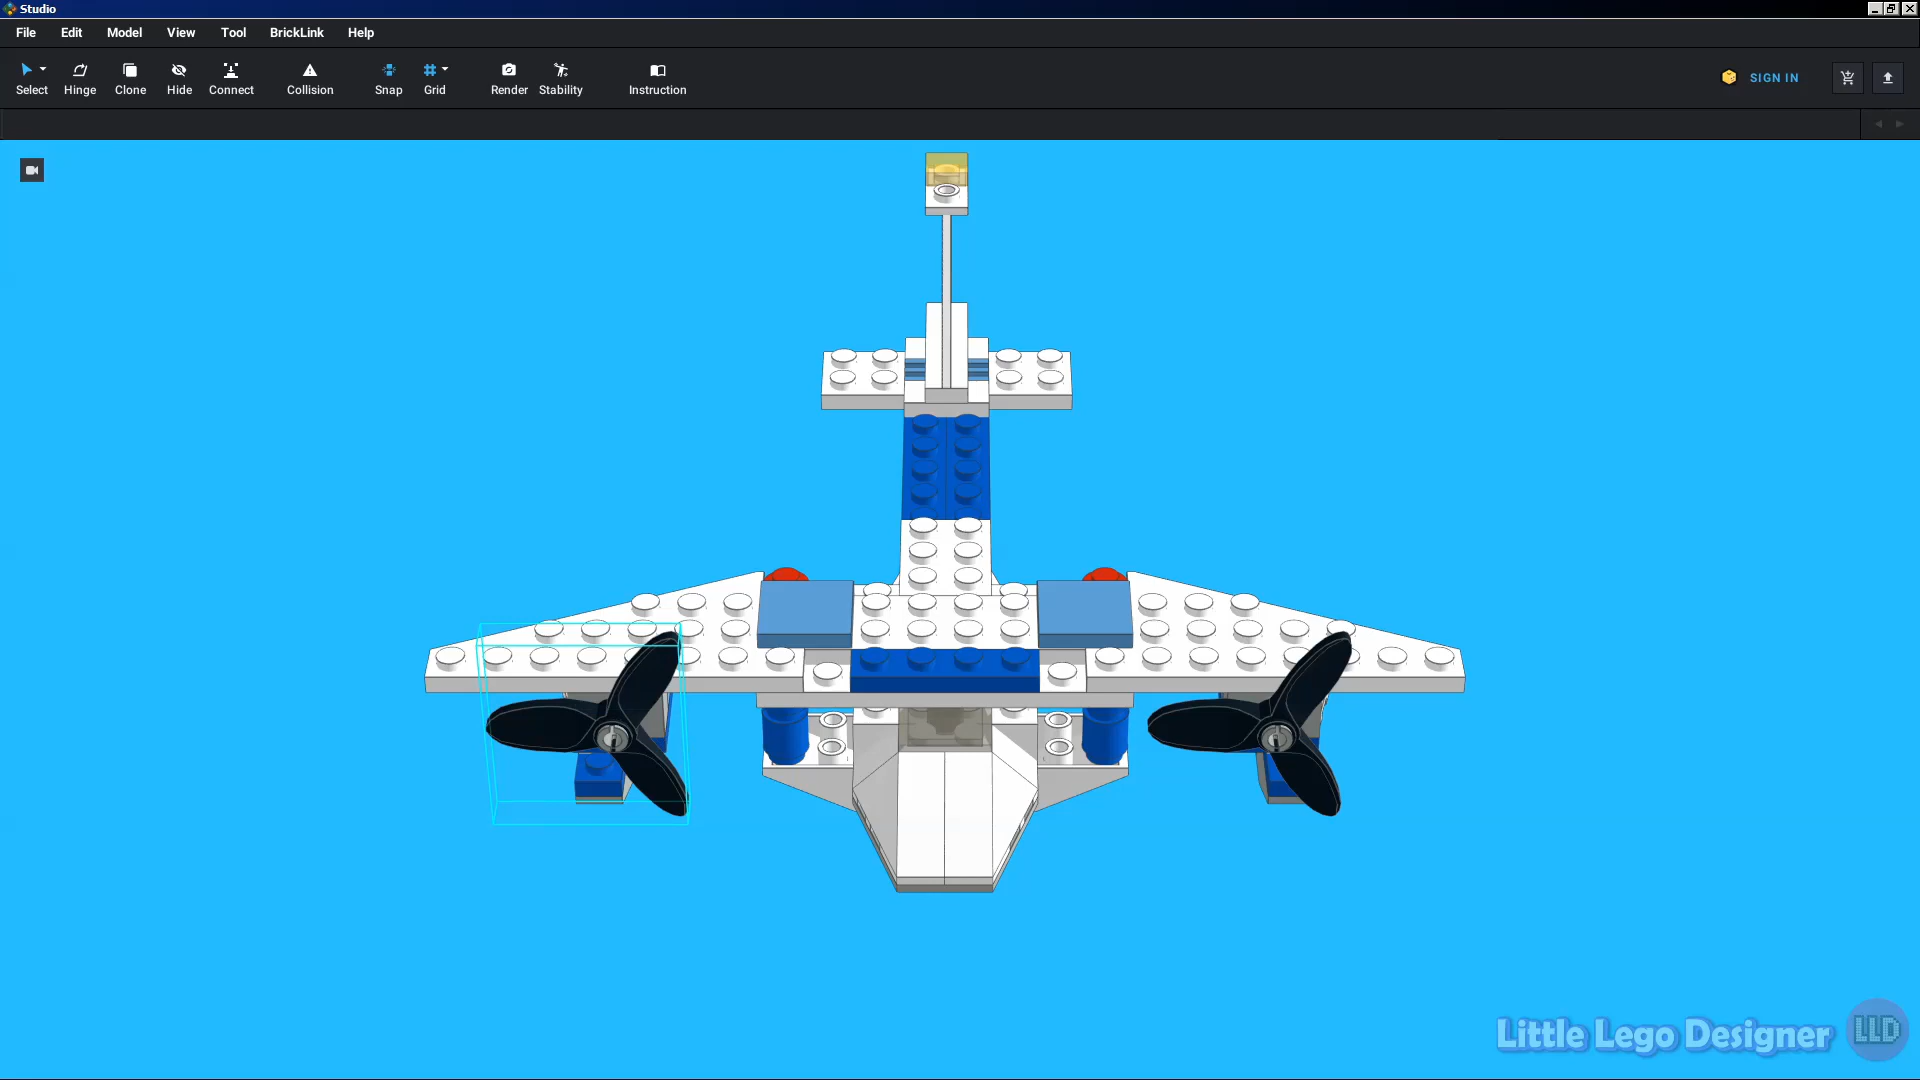 Studio
File Edit Model View Tool BrickLink Help
Select Hinge Clone Hide Connect Collision Snap Grid Render Stability Instruction
SIGN IN
Little Lego Designer LLD